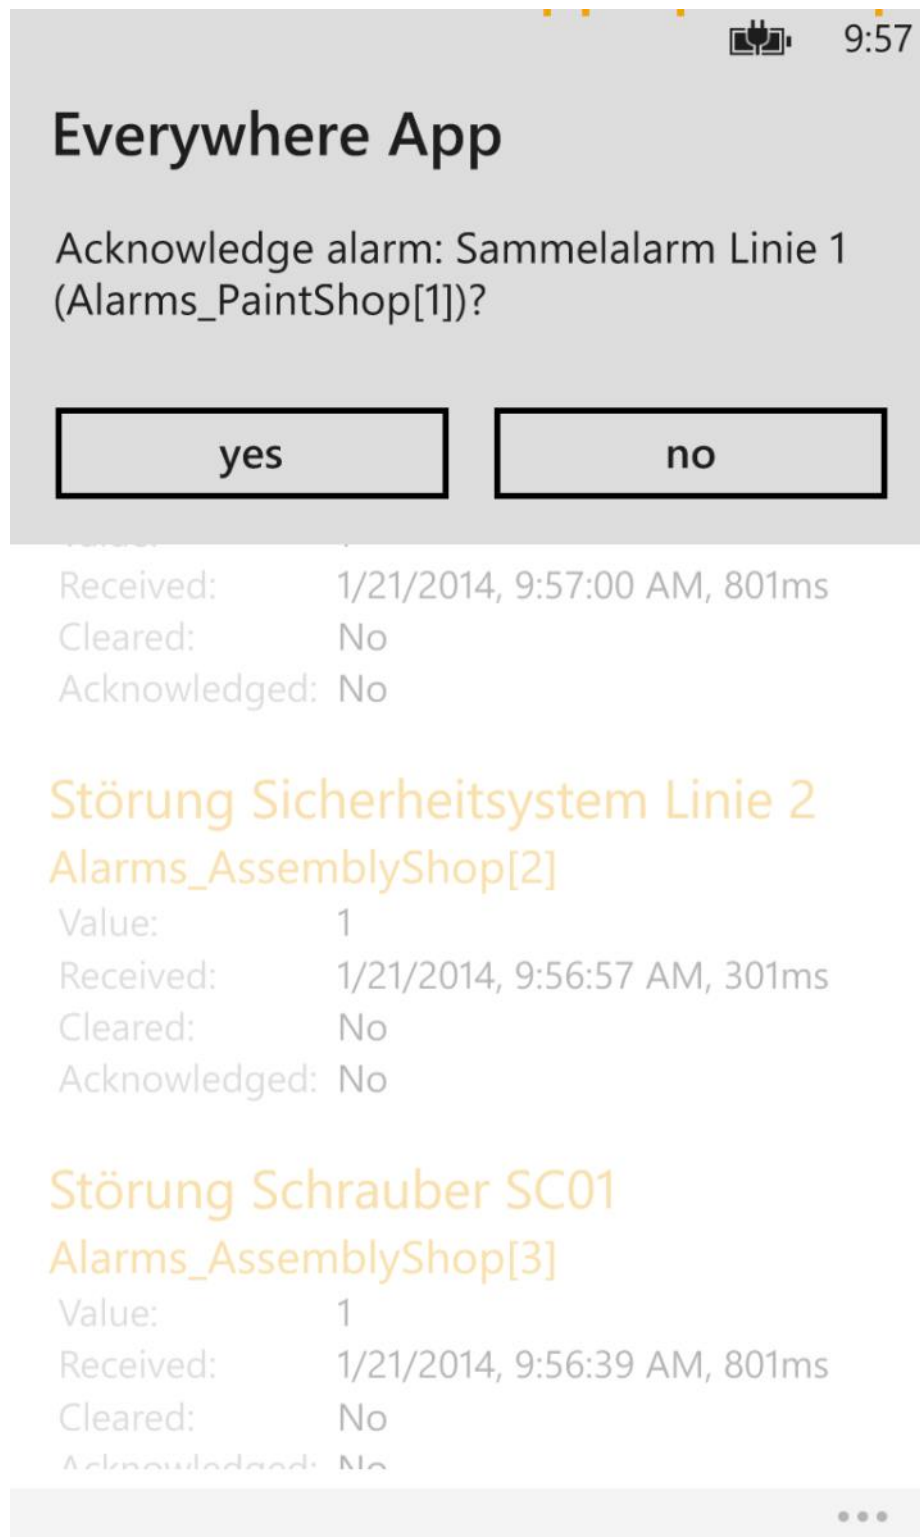 9:57
Everywhere App
Acknowledge alarm: Sammelalarm Linie 1
(Alarms_PaintShop[1])?
yes no
Received: 1/21/2014, 9:57:00 AM, 801ms
Cleared: No
Acknowledged: No
Störung Sicherheitsystem Linie 2
Alarms_AssemblyShop[2]
Value: 1
Received: 1/21/2014, 9:56:57 AM, 301ms
Cleared: No
Acknowledged: No
Störung Schrauber SC01
Alarms_AssemblyShop[3]
Value: 1
Received: 1/21/2014, 9:56:39 AM, 801ms
Cleared: No
Acknowledged: No